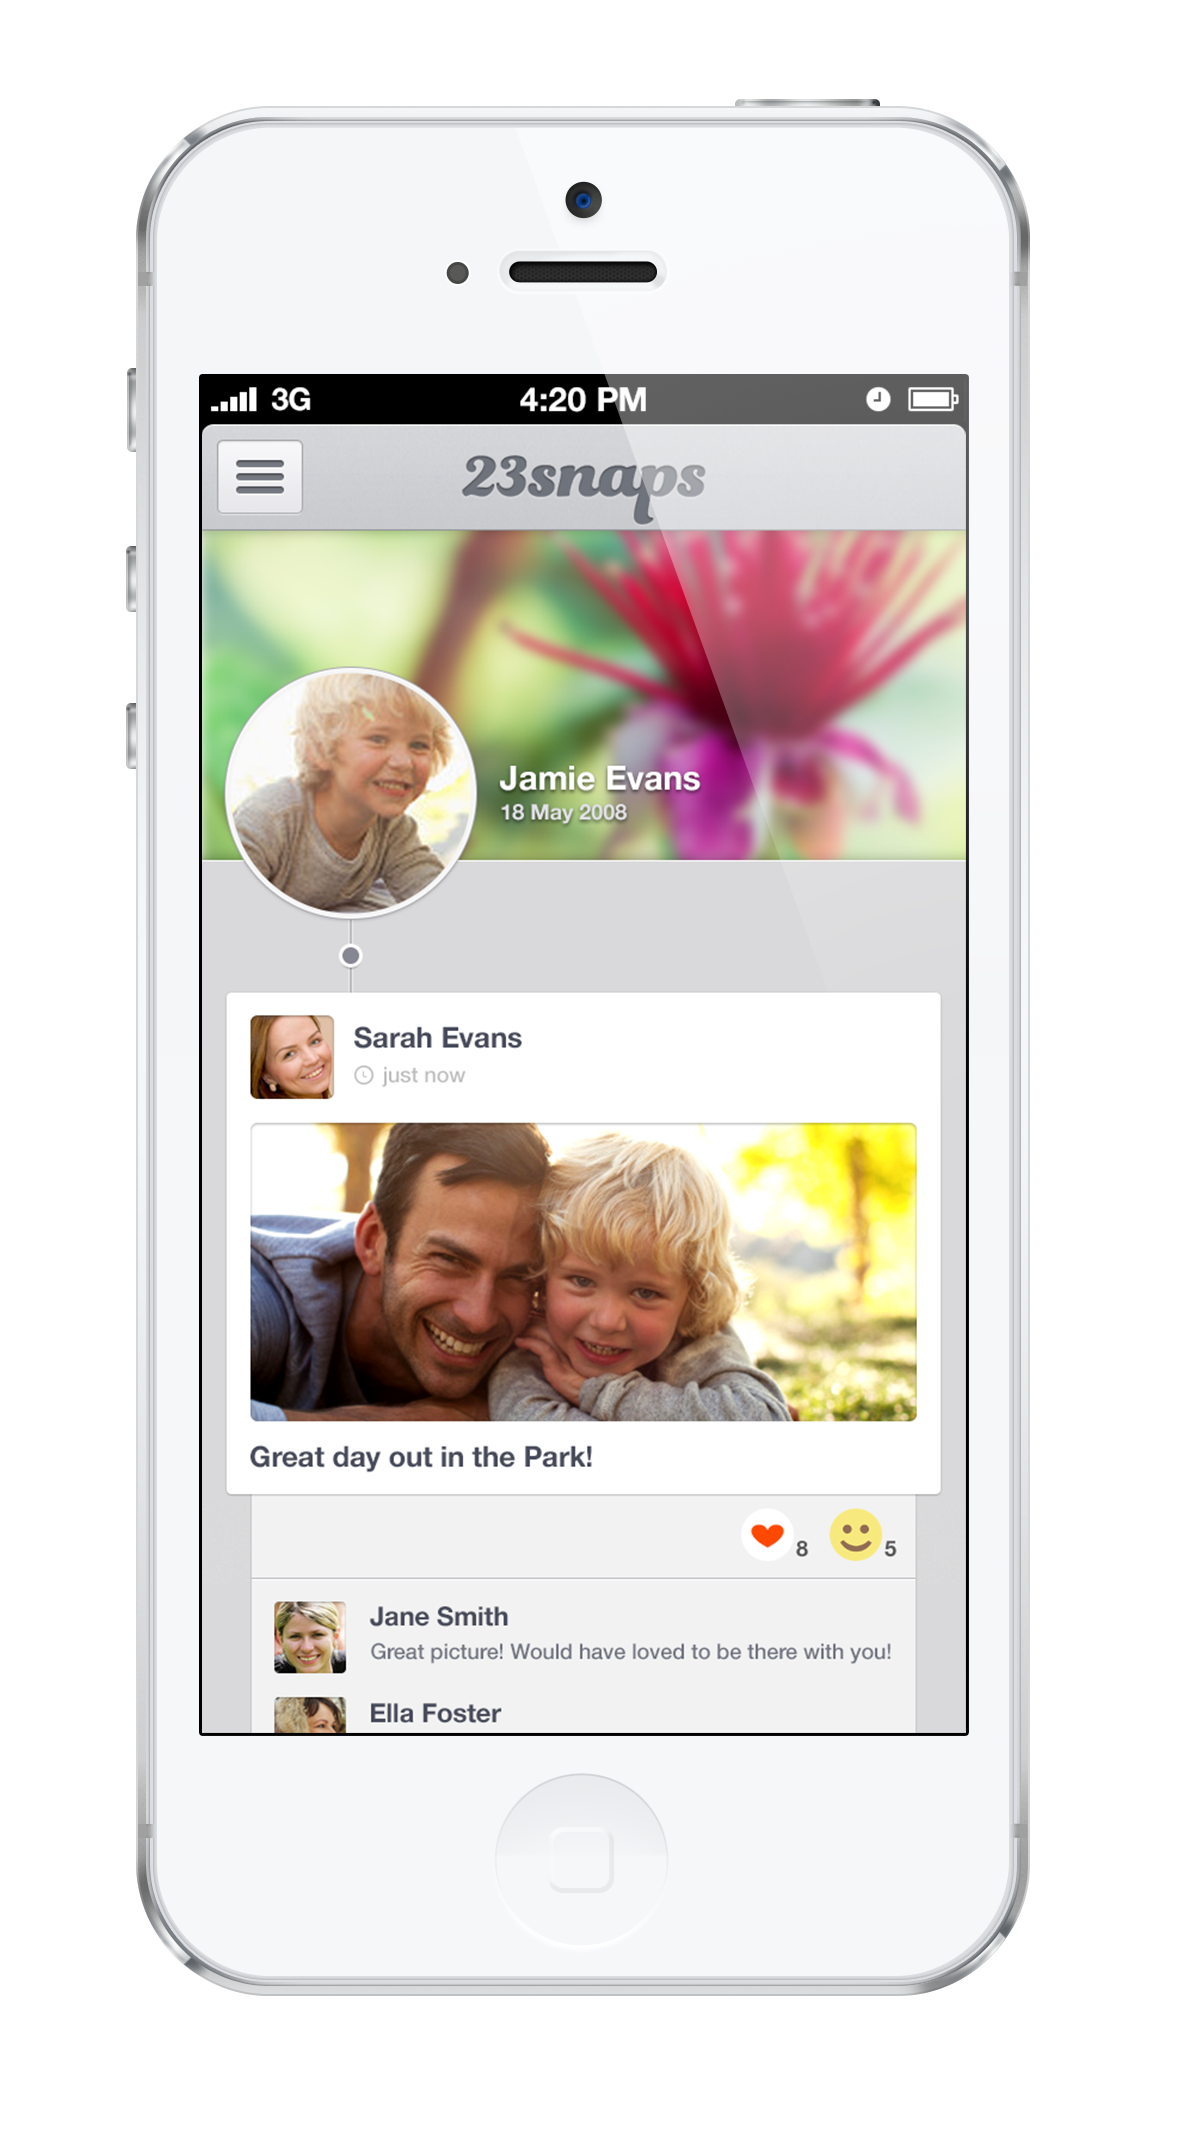 3G
4:20 PM
23snaps
Jamie Evans
18 May 2008
Sarah Evans
just now
Great day out in the Park!
8
5
Jane Smith
Great picture! Would have loved to be there with you!
Ella Foster